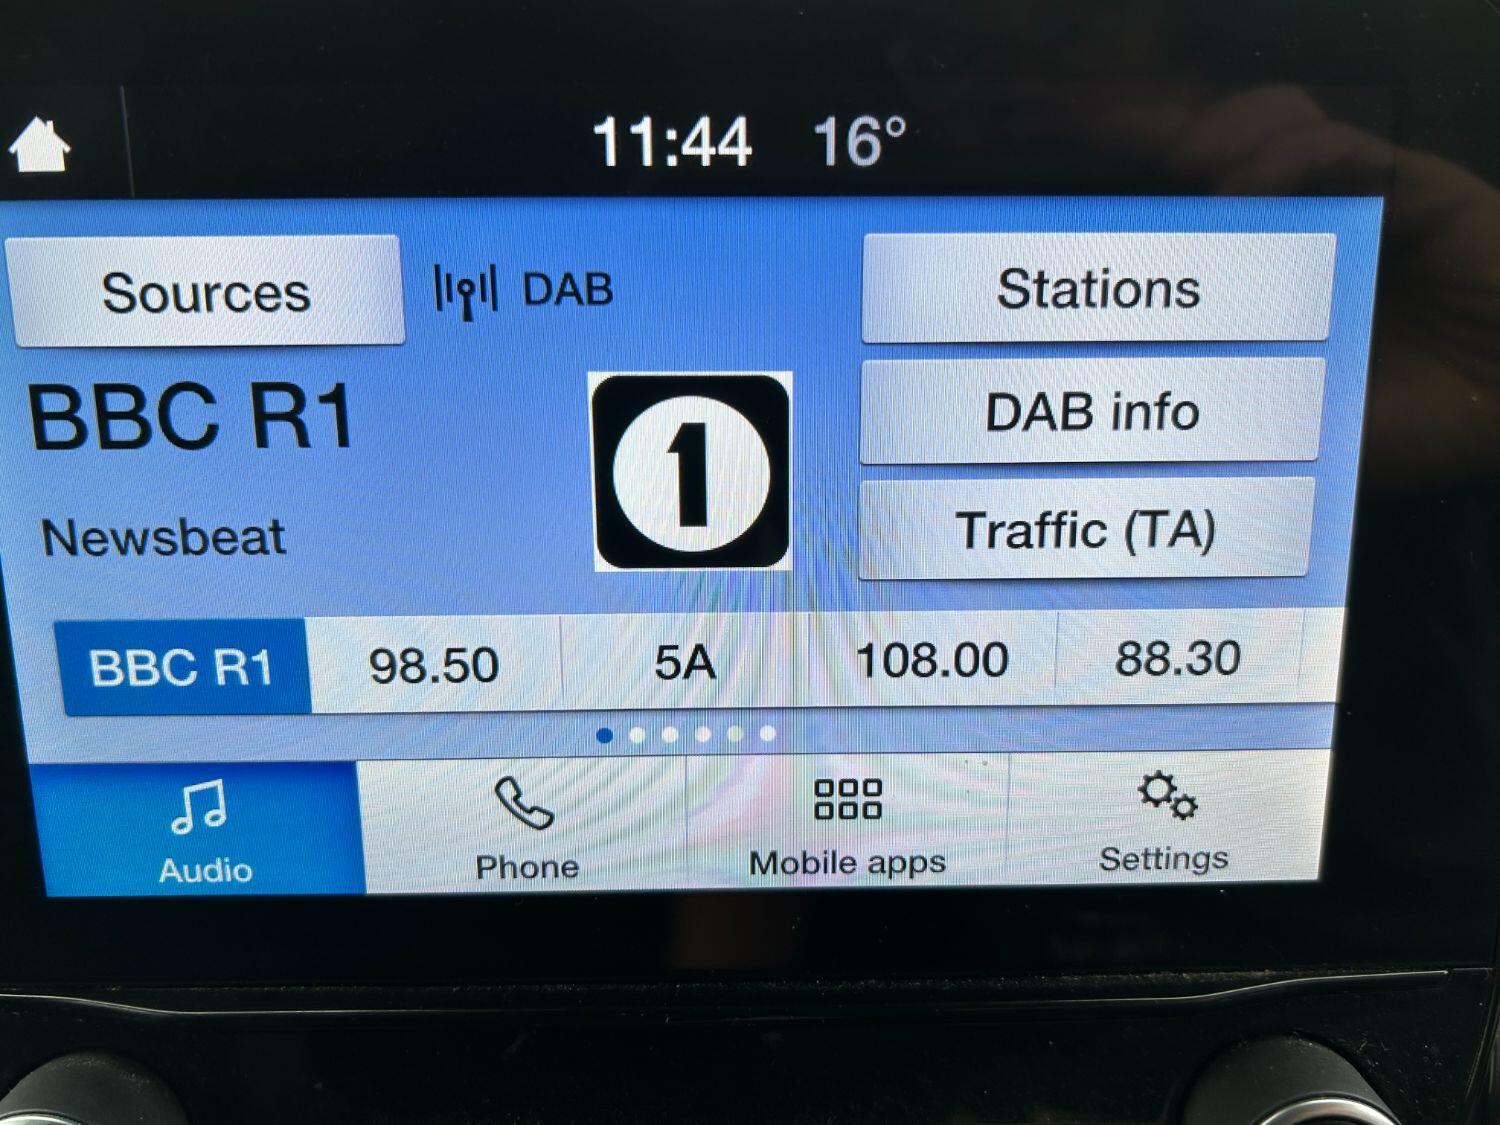 11:44 16°
Sources DAB Stations
BBC R1
1
DAB info
Newsbeat
Traffic (TA)
BBC R1 98.50 5A 108.00 88.30
Audio Phone Mobile apps Settings